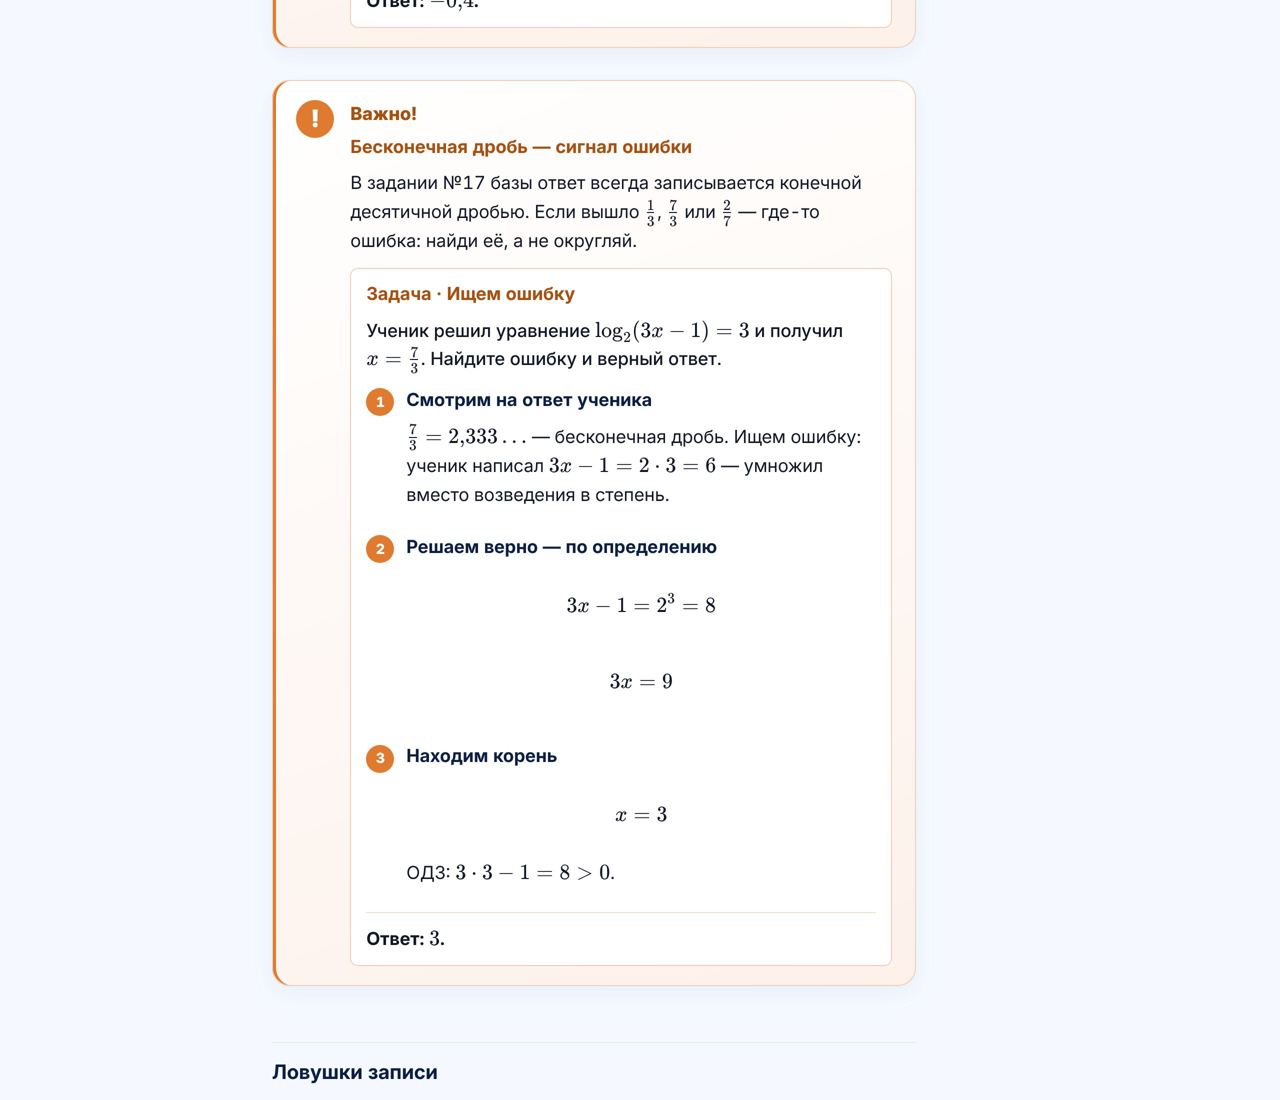 Ответ: −0,4.
Важно!
Бесконечная дробь — сигнал ошибки
В задании №17 базы ответ всегда записывается конечной
десятичной дробью. Если вышло 1/3, 7/3 или 2/7 — где-то
ошибка: найди её, а не округляй.
Задача · Ищем ошибку
Ученик решил уравнение log₂(3x − 1) = 3 и получил
x = 7/3. Найдите ошибку и верный ответ.
1 Смотрим на ответ ученика
7/3 = 2,333… — бесконечная дробь. Ищем ошибку:
ученик написал 3x − 1 = 2 · 3 = 6 — умножил
вместо возведения в степень.
2 Решаем верно — по определению
3x − 1 = 2³ = 8
3x = 9
3 Находим корень
x = 3
ОДЗ: 3 · 3 − 1 = 8 > 0.
Ответ: 3.
Ловушки записи